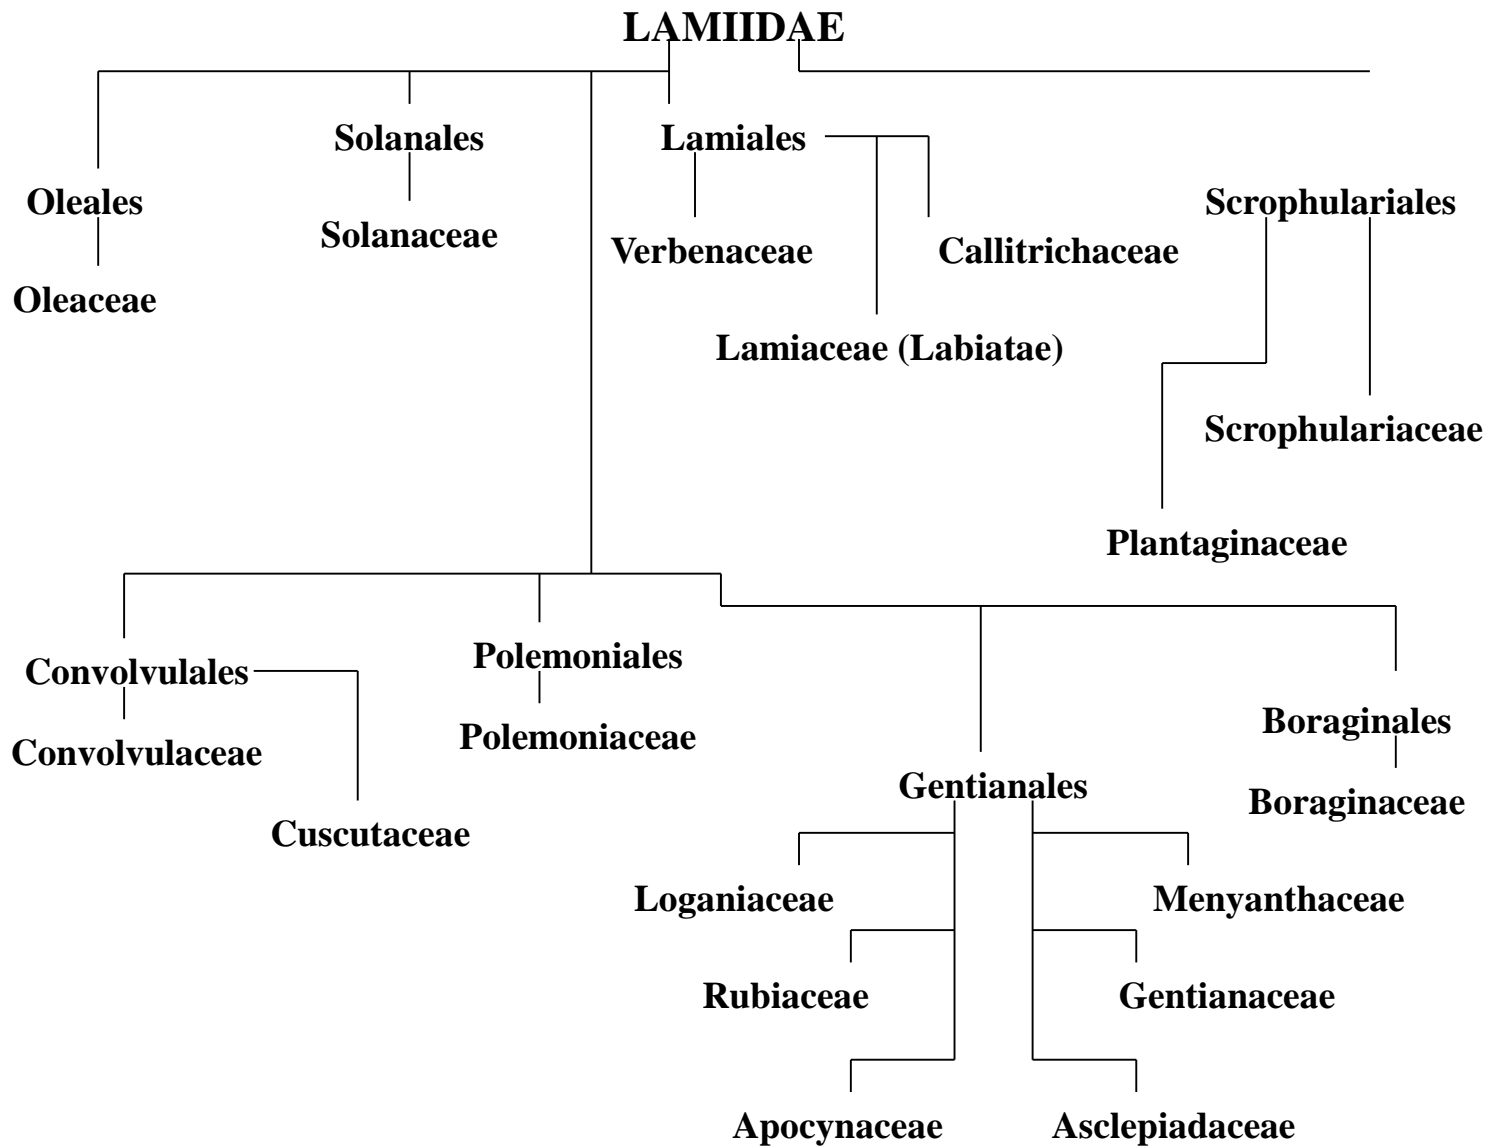 LAMIIDAE
Solanales
Lamiales
Oleales
Scrophulariales
Solanaceae
Verbenaceae
Callitrichaceae
Oleaceae
Lamiaceae (Labiatae)
Scrophulariaceae
Plantaginaceae
Polemoniales
Convolvulales
Boraginales
Polemoniaceae
Convolvulaceae
Gentianales
Boraginaceae
Cuscutaceae
Loganiaceae
Menyanthaceae
Rubiaceae
Gentianaceae
Apocynaceae
Asclepiadaceae